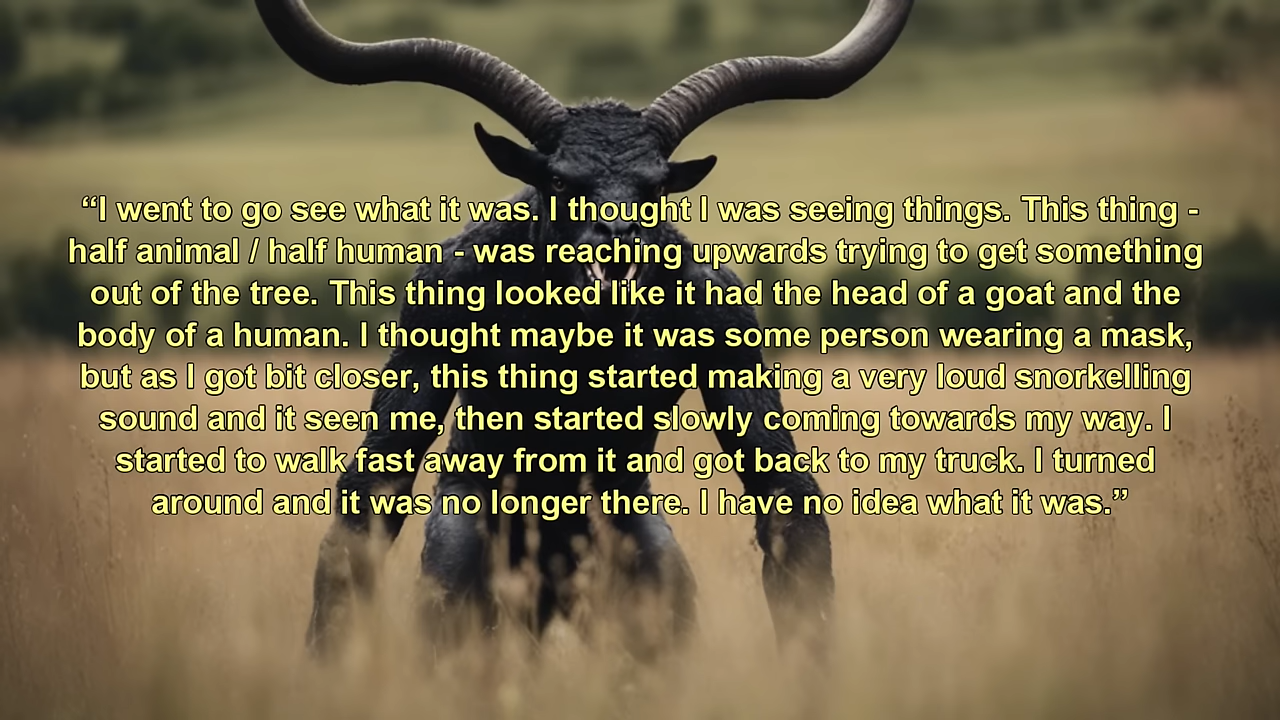 “I went to go see what it was. I thought I was seeing things. This thing -
half animal / half human - was reaching upwards trying to get something
out of the tree. This thing looked like it had the head of a goat and the
body of a human. I thought maybe it was some person wearing a mask,
but as I got bit closer, this thing started making a very loud snorkelling
sound and it seen me, then started slowly coming towards my way. I
started to walk fast away from it and got back to my truck. I turned
around and it was no longer there. I have no idea what it was.”